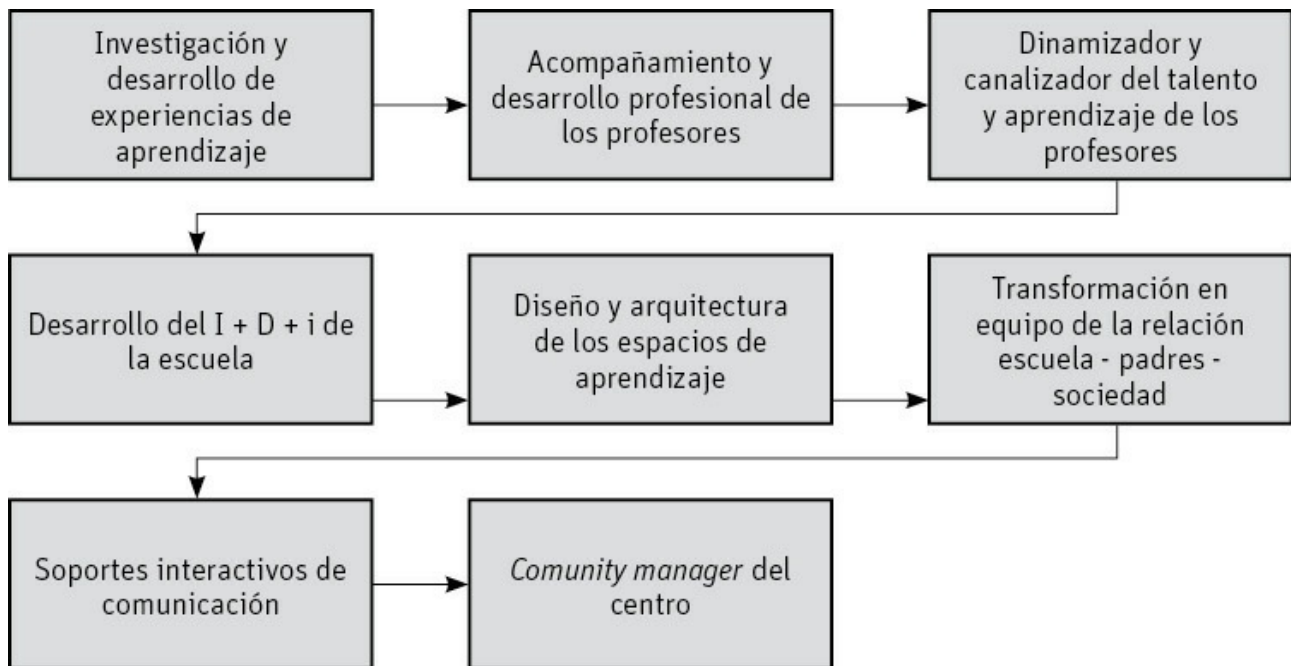 Investigación y
desarrollo de
experiencias de
aprendizaje
Acompañamiento y
desarrollo profesional de
los profesores
Dinamizador y
canalizador del talento
y aprendizaje de los
profesores
Desarrollo del I + D + i de
la escuela
Diseño y arquitectura
de los espacios de
aprendizaje
Transformación en
equipo de la relación
escuela - padres -
sociedad
Soportes interactivos de
comunicación
Comunity manager del
centro